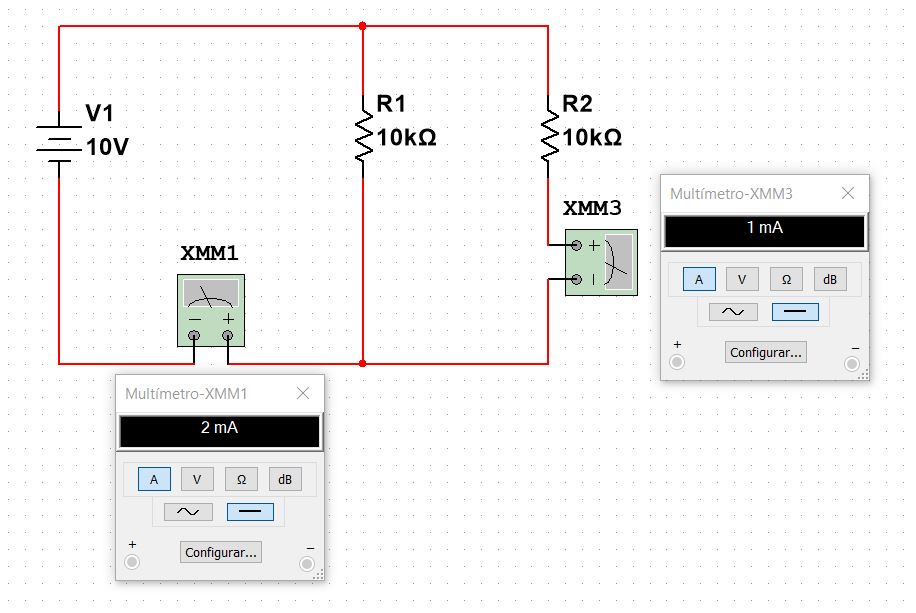 V1
10V
R1
10kΩ
R2
10kΩ
XMM1
− +
XMM3
+
−
Multímetro-XMM3
1 mA
A V Ω dB
Configurar...
+ −
Multímetro-XMM1
2 mA
A V Ω dB
Configurar...
+ −